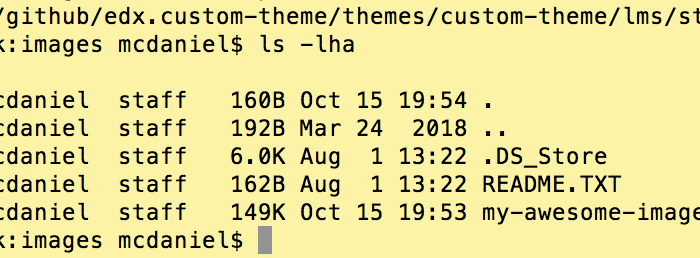 /github/edx.custom-theme/themes/custom-theme/lms/st
k:images mcdaniel$ ls -lha
cdaniel  staff   160B Oct 15 19:54 .
cdaniel  staff   192B Mar 24  2018 ..
cdaniel  staff   6.0K Aug  1 13:22 .DS_Store
cdaniel  staff   162B Aug  1 13:22 README.TXT
cdaniel  staff   149K Oct 15 19:53 my-awesome-image
k:images mcdaniel$